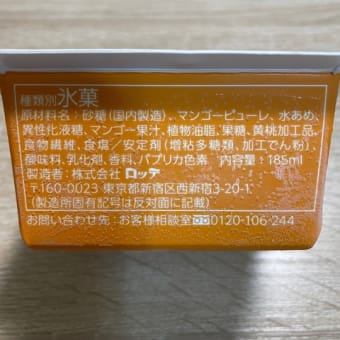 種類別氷菓
原材料名:砂糖(国内製造)、マンゴーピューレ、水あめ、
異性化液糖、マンゴー果汁、植物油脂、果糖、黄桃加工品、
食物繊維、食塩/安定剤(増粘多糖類、加工でん粉)、
酸味料、乳化剤、香料、パプリカ色素 内容量:185ml
製造者:株式会社 ロッテ
〒160-0023 東京都新宿区西新宿3-20-1
(製造所固有記号は反対面に記載)
お問い合わせ先:お客様相談室 0120-106-244